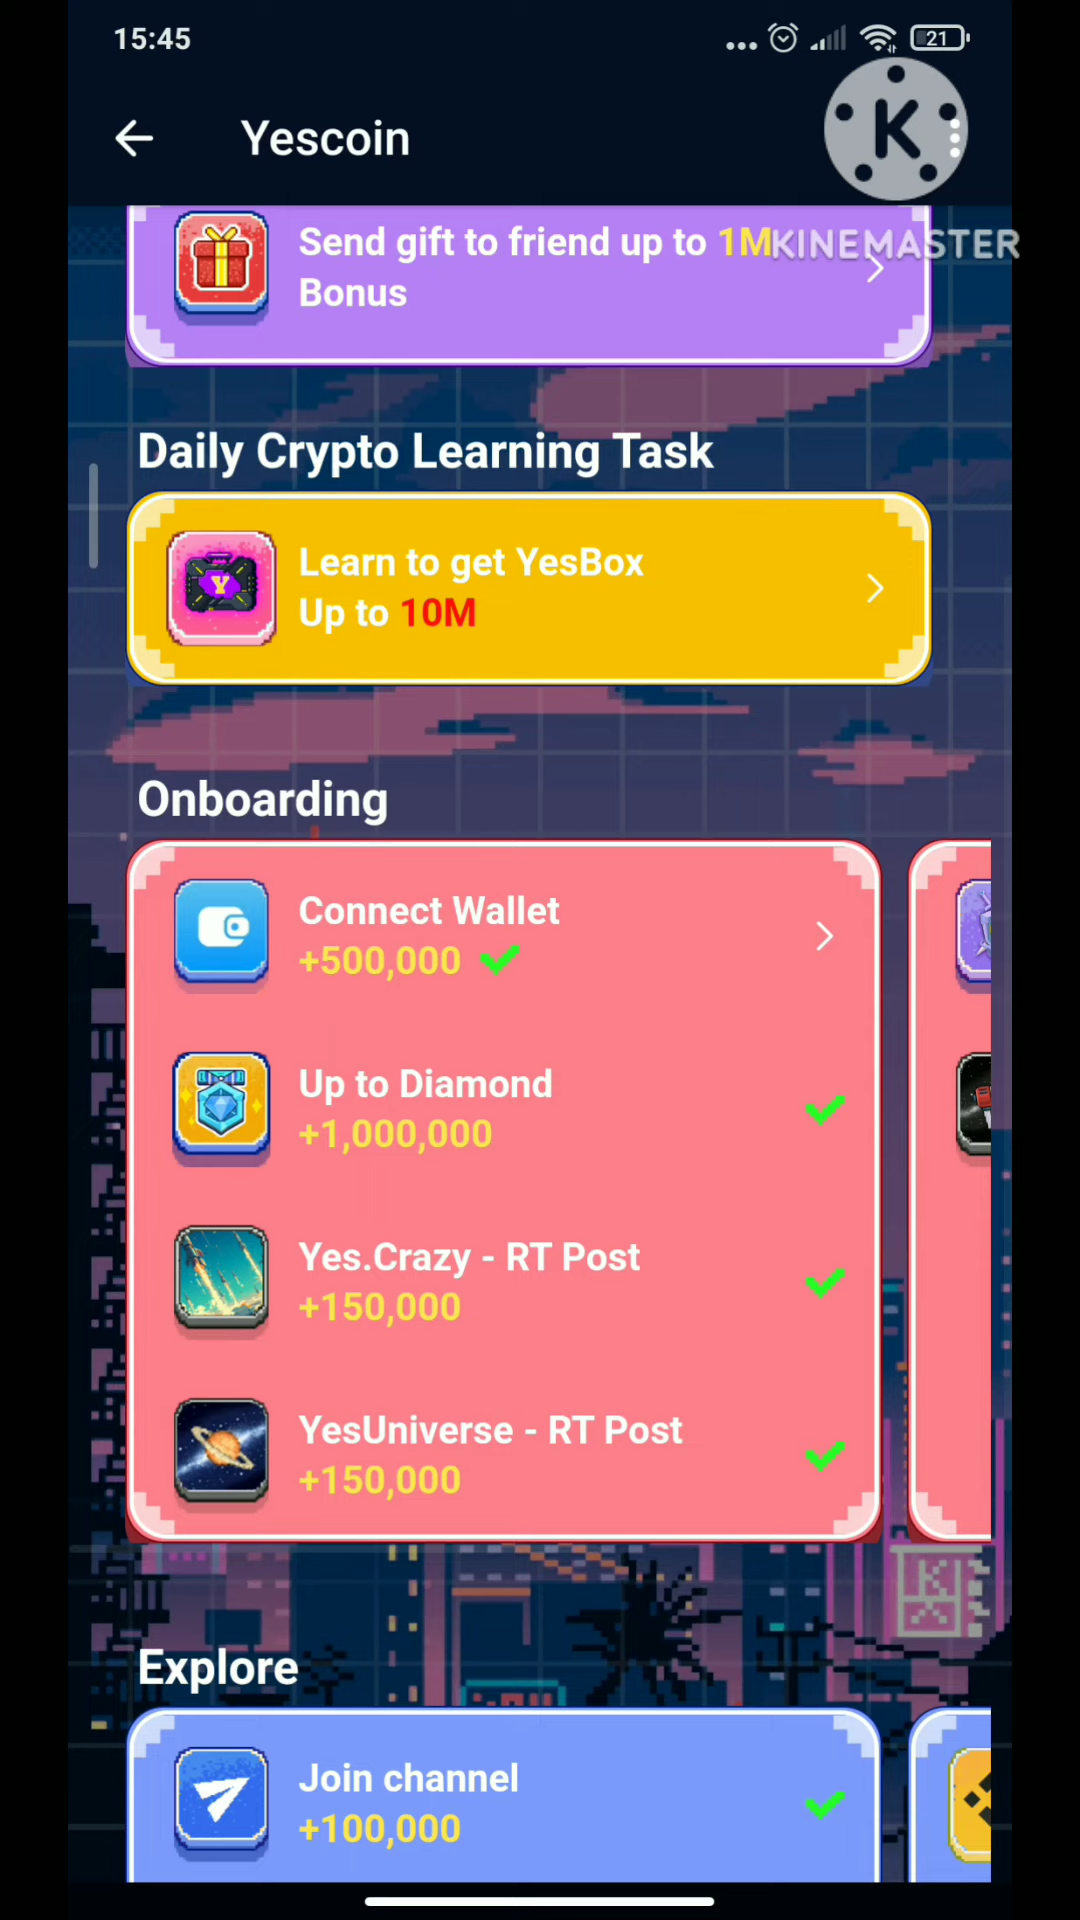 15:45
21
Yescoin
K
Send gift to friend up to 1M
KINEMASTER
Bonus
Daily Crypto Learning Task
Learn to get YesBox
Up to 10M
Onboarding
Connect Wallet
+500,000
Up to Diamond
+1,000,000
Yes.Crazy - RT Post
+150,000
YesUniverse - RT Post
+150,000
Explore
Join channel
+100,000